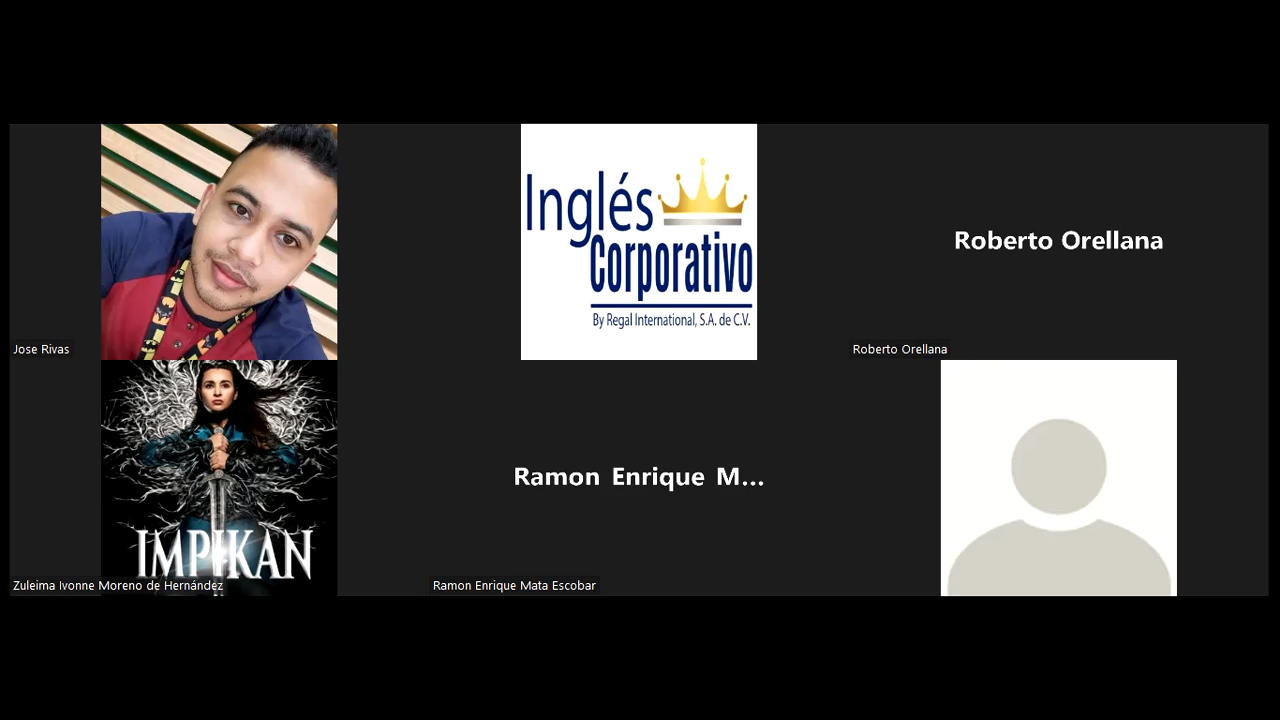 Jose Rivas
Inglés
Corporativo
By Regal International, S.A. de C.V.
Roberto Orellana
Roberto Orellana
IMPIKAN
Zuleima Ivonne Moreno de Hernández
Ramon Enrique M...
Ramon Enrique Mata Escobar